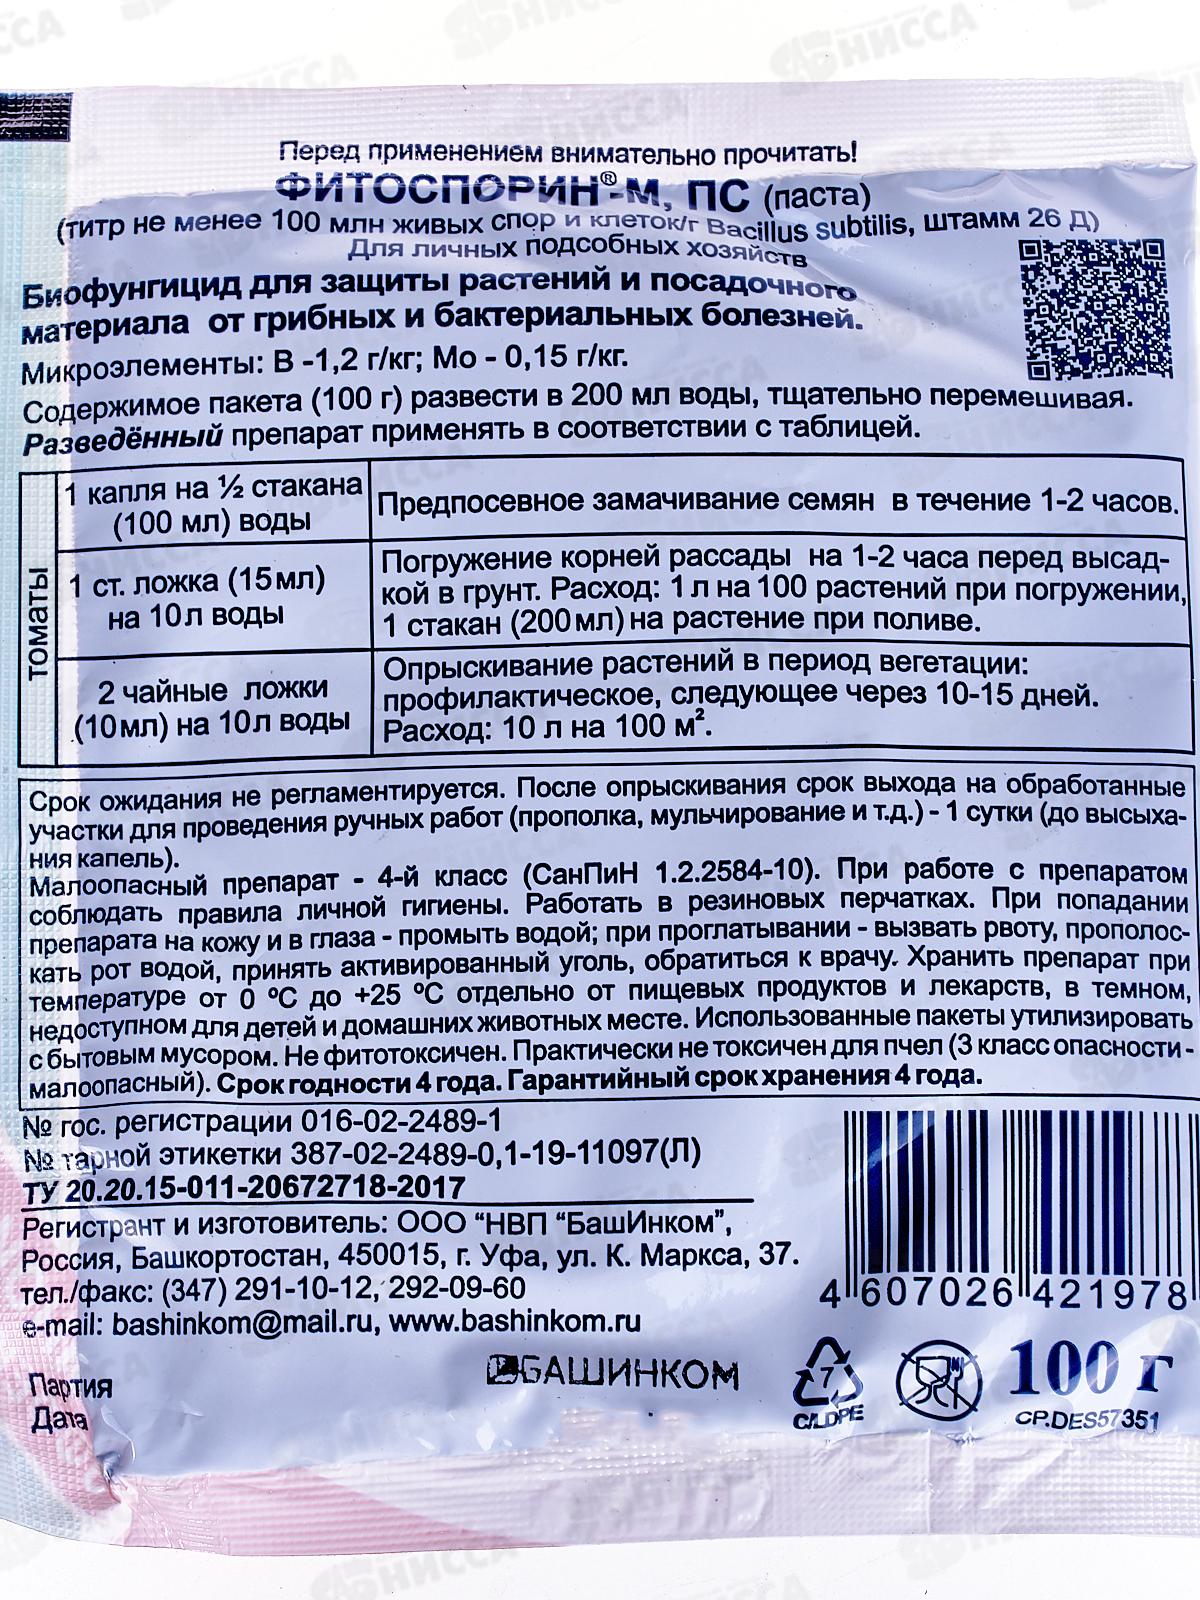 Перед применением внимательно прочитать!
ФИТОСПОРИН®-М, ПС (паста)
(титр не менее 100 млн живых спор и клеток/г Bacillus subtilis, штамм 26 Д)
Для личных подсобных хозяйств
Биофунгицид для защиты растений и посадочного
материала от грибных и бактериальных болезней.
Микроэлементы: B -1,2 г/кг; Mo - 0,15 г/кг.
Содержимое пакета (100 г) развести в 200 мл воды, тщательно перемешивая.
Разведённый препарат применять в соответствии с таблицей.
ТОМАТЫ
1 капля на ½ стакана
(100 мл) воды
Предпосевное замачивание семян в течение 1-2 часов.
1 ст. ложка (15мл)
на 10л воды
Погружение корней рассады на 1-2 часа перед высад-
кой в грунт. Расход: 1 л на 100 растений при погружении,
1 стакан (200мл) на растение при поливе.
2 чайные ложки
(10мл) на 10л воды
Опрыскивание растений в период вегетации:
профилактическое, следующее через 10-15 дней.
Расход: 10 л на 100 м².
Срок ожидания не регламентируется. После опрыскивания срок выхода на обработанные
участки для проведения ручных работ (прополка, мульчирование и т.д.) - 1 сутки (до высыха-
ния капель).
Малоопасный препарат - 4-й класс (СанПиН 1.2.2584-10). При работе с препаратом
соблюдать правила личной гигиены. Работать в резиновых перчатках. При попадании
препарата на кожу и в глаза - промыть водой; при проглатывании - вызвать рвоту, прополос-
кать рот водой, принять активированный уголь, обратиться к врачу. Хранить препарат при
температуре от 0 °С до +25 °С отдельно от пищевых продуктов и лекарств, в темном,
недоступном для детей и домашних животных месте. Использованные пакеты утилизировать
с бытовым мусором. Не фитотоксичен. Практически не токсичен для пчел (3 класс опасности -
малоопасный). Срок годности 4 года. Гарантийный срок хранения 4 года.
№ гос. регистрации 016-02-2489-1
№ тарной этикетки 387-02-2489-0,1-19-11097(Л)
ТУ 20.20.15-011-20672718-2017
Регистрант и изготовитель: ООО “НВП “БашИнком”,
Россия, Башкортостан, 450015, г. Уфа, ул. К. Маркса, 37.
тел./факс: (347) 291-10-12, 292-09-60
e-mail: bashinkom@mail.ru, www.bashinkom.ru
4 607026 421978
БАШИНКОМ
7
C/LDPE
100 г
CP.DES57351
Партия
Дата
НИССА